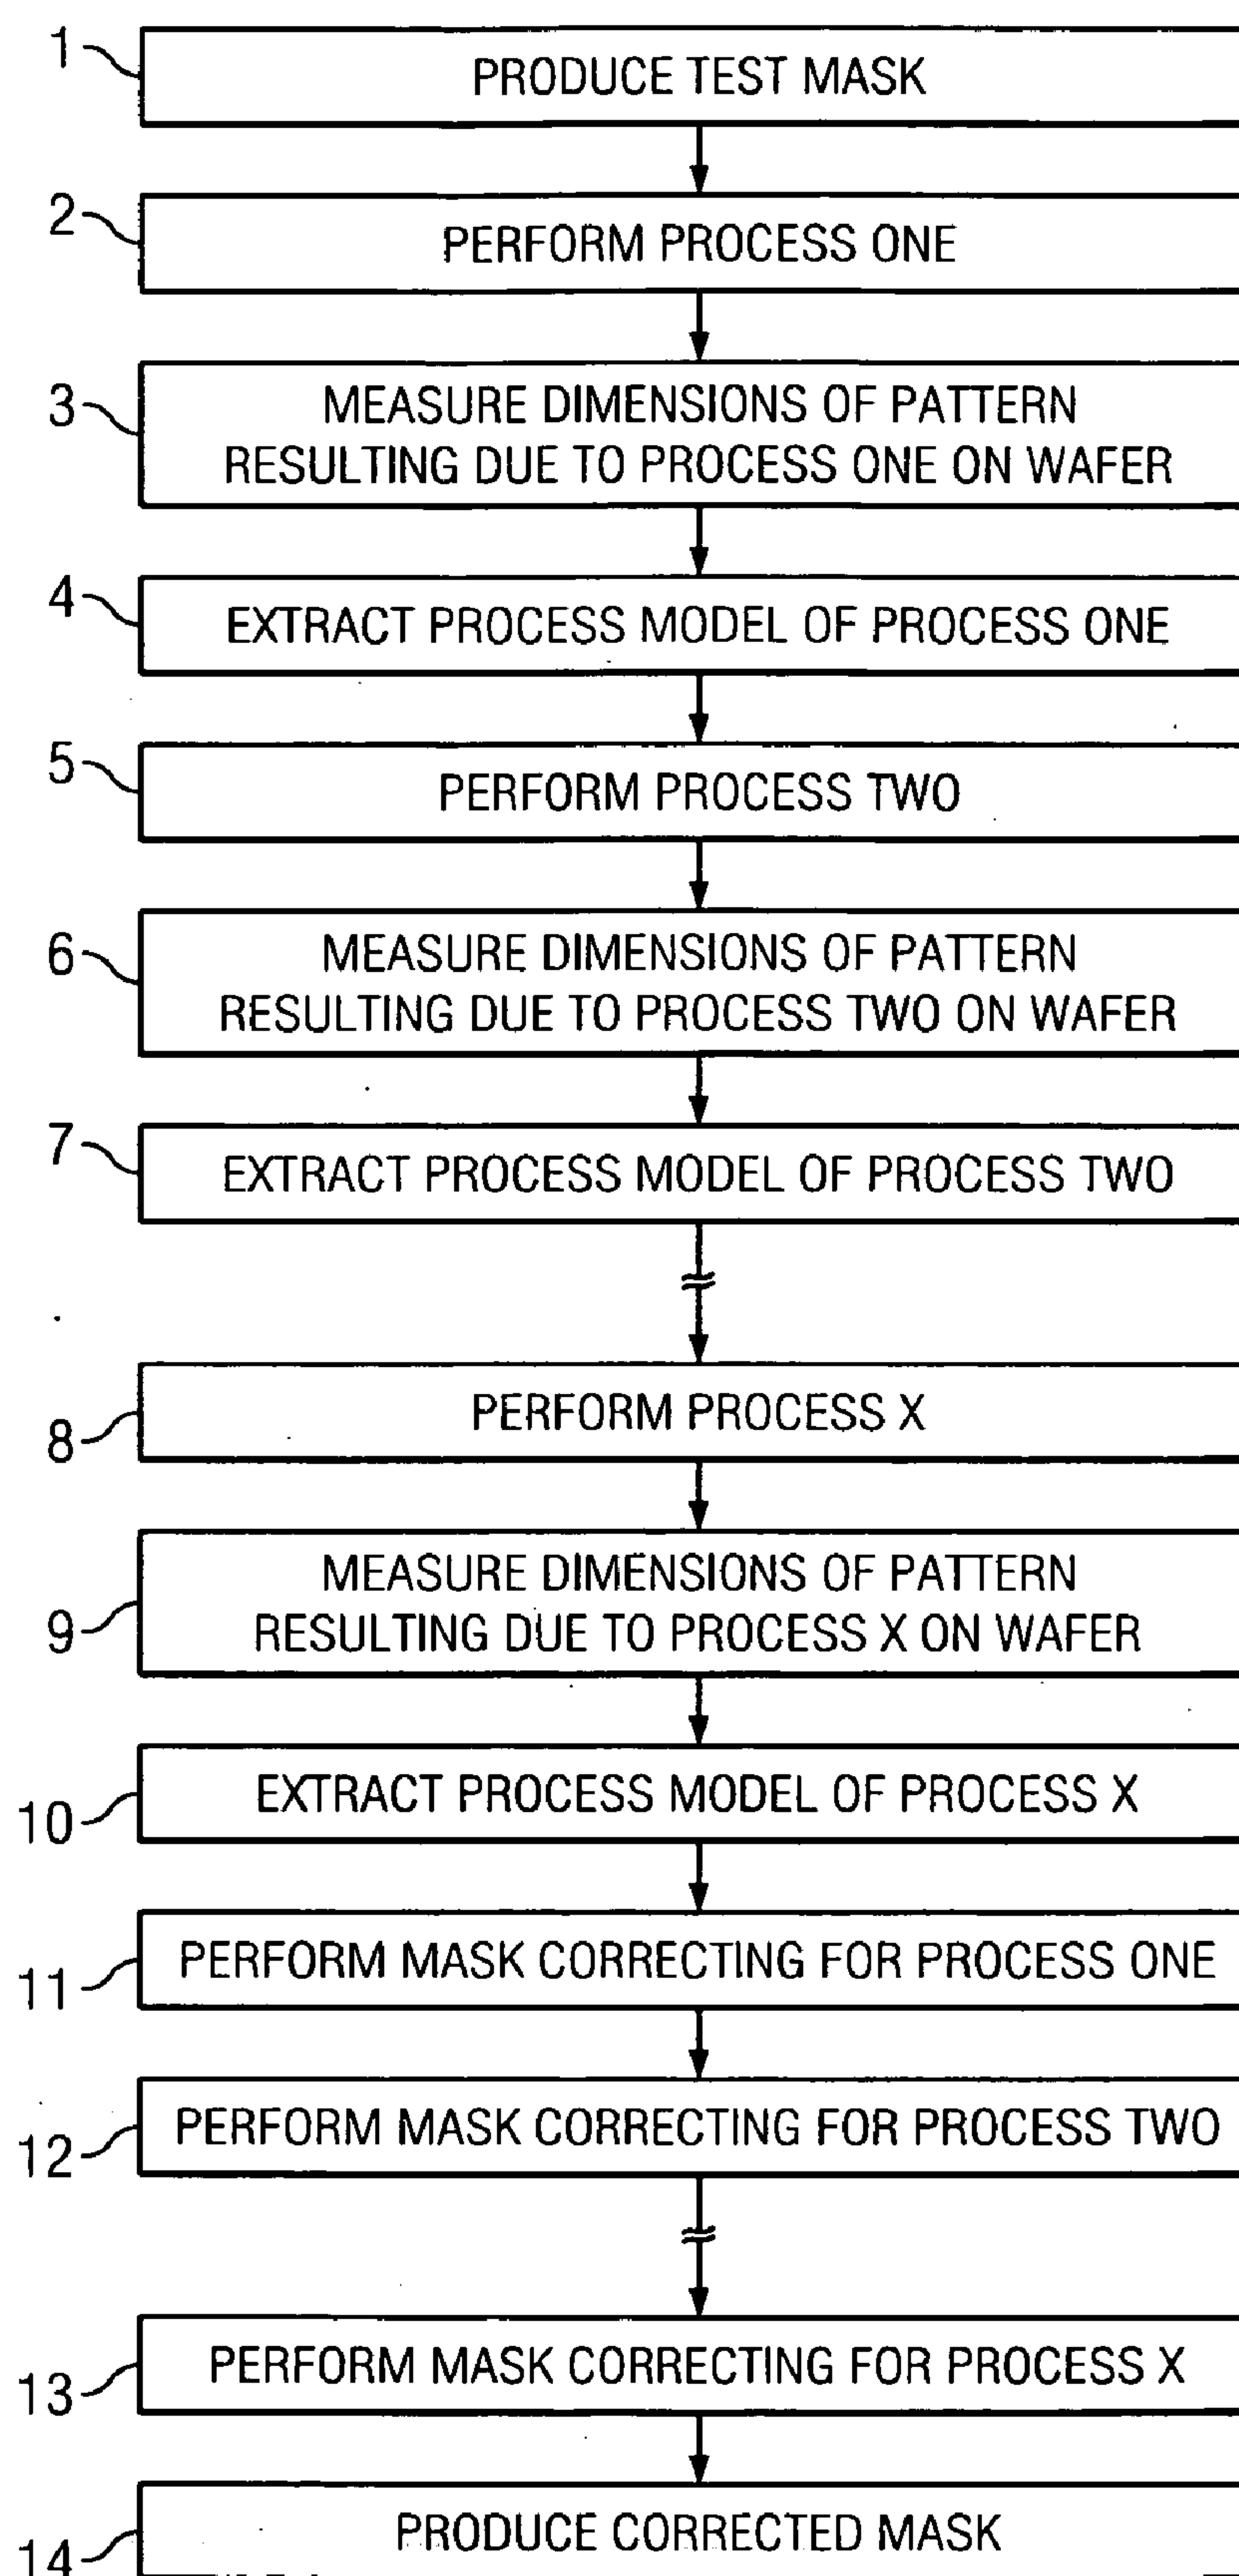 1
PRODUCE TEST MASK
2
PERFORM PROCESS ONE
3
MEASURE DIMENSIONS OF PATTERN
RESULTING DUE TO PROCESS ONE ON WAFER
4
EXTRACT PROCESS MODEL OF PROCESS ONE
5
PERFORM PROCESS TWO
6
MEASURE DIMENSIONS OF PATTERN
RESULTING DUE TO PROCESS TWO ON WAFER
7
EXTRACT PROCESS MODEL OF PROCESS TWO
8
PERFORM PROCESS X
9
MEASURE DIMENSIONS OF PATTERN
RESULTING DUE TO PROCESS X ON WAFER
10
EXTRACT PROCESS MODEL OF PROCESS X
11
PERFORM MASK CORRECTING FOR PROCESS ONE
12
PERFORM MASK CORRECTING FOR PROCESS TWO
13
PERFORM MASK CORRECTING FOR PROCESS X
14
PRODUCE CORRECTED MASK